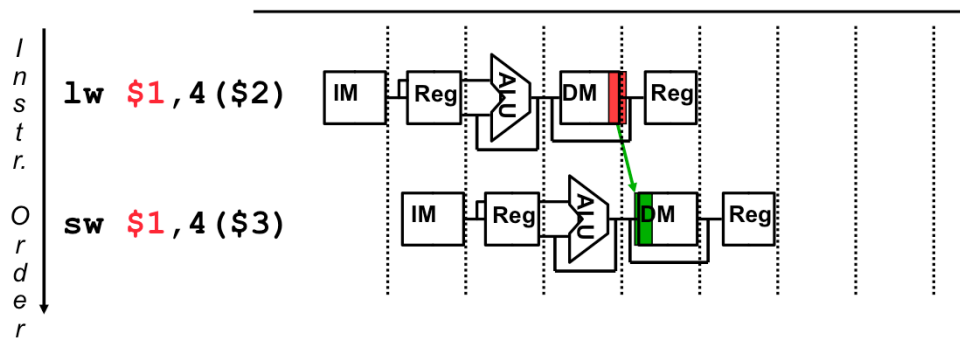 Instr. Order
lw $1,4($2)
IM Reg ALU DM Reg
sw $1,4($3)
IM Reg ALU DM Reg